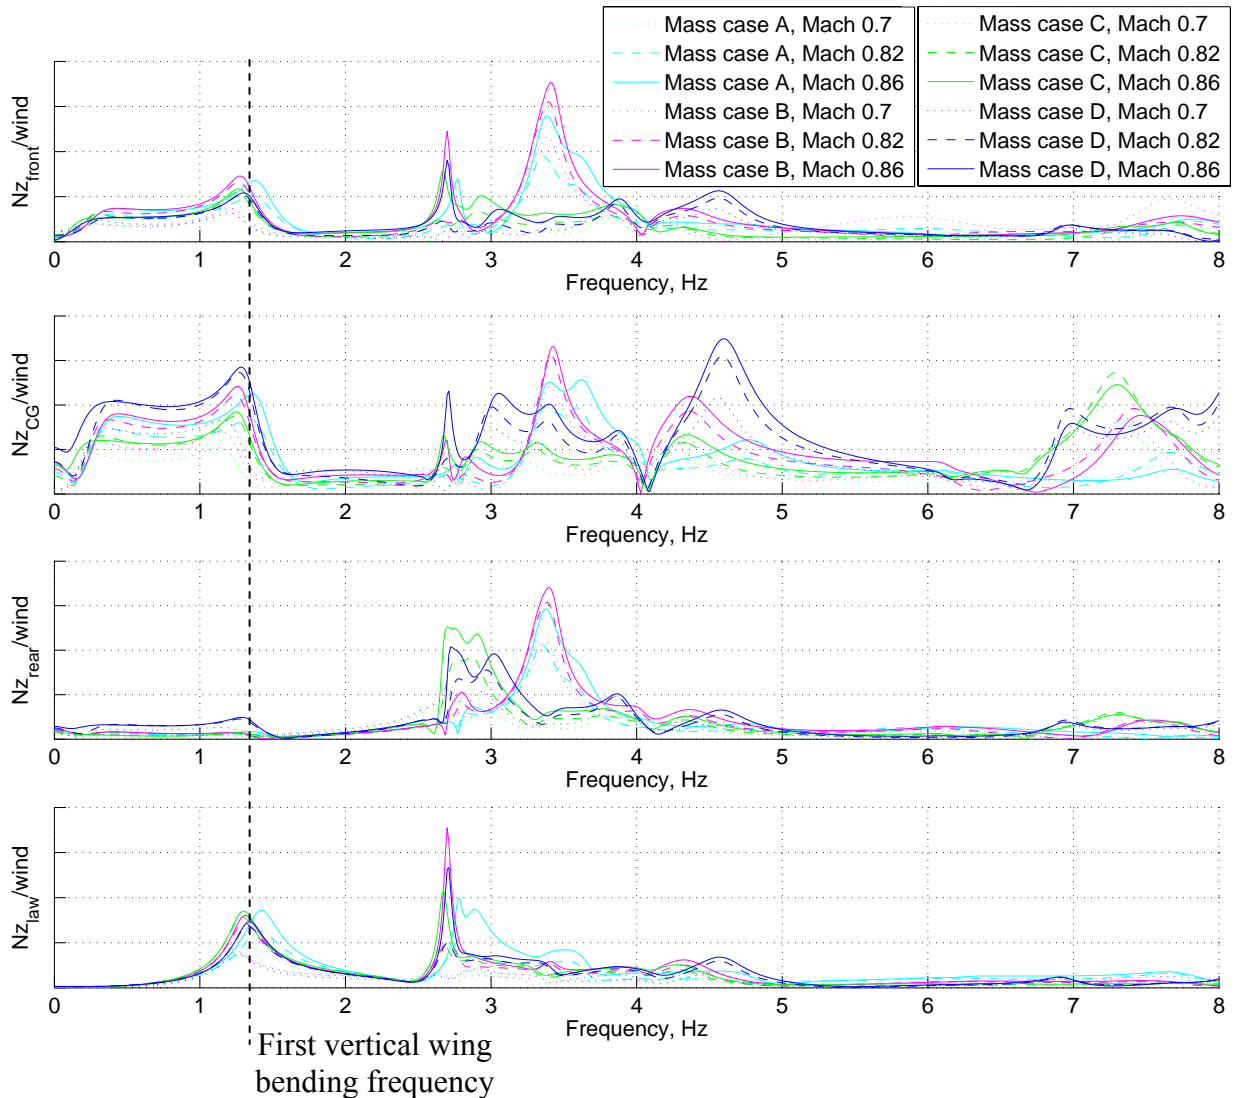 Mass case A, Mach 0.7
Mass case A, Mach 0.82
Mass case A, Mach 0.86
Mass case B, Mach 0.7
Mass case B, Mach 0.82
Mass case B, Mach 0.86
Mass case C, Mach 0.7
Mass case C, Mach 0.82
Mass case C, Mach 0.86
Mass case D, Mach 0.7
Mass case D, Mach 0.82
Mass case D, Mach 0.86
Nz_front/wind
0 1 2 3 4 5 6 7 8
Frequency, Hz
Nz_CG/wind
0 1 2 3 4 5 6 7 8
Frequency, Hz
Nz_rear/wind
0 1 2 3 4 5 6 7 8
Frequency, Hz
Nz_law/wind
0 1 2 3 4 5 6 7 8
Frequency, Hz
First vertical wing
bending frequency